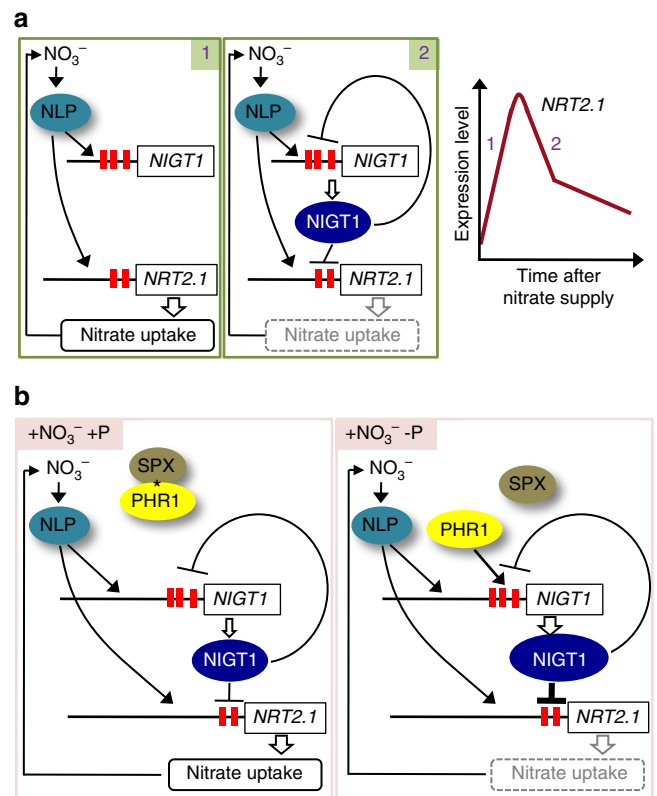 a
1
NO3−
NLP
NIGT1
NRT2.1
Nitrate uptake
2
NO3−
NLP
NIGT1
NIGT1
NRT2.1
Nitrate uptake
Expression level
NRT2.1
1
2
Time after
nitrate supply
b
+NO3− +P
NO3−
SPX
*
PHR1
NLP
NIGT1
NIGT1
NRT2.1
Nitrate uptake
+NO3− -P
NO3−
SPX
NLP
PHR1
NIGT1
NIGT1
NRT2.1
Nitrate uptake